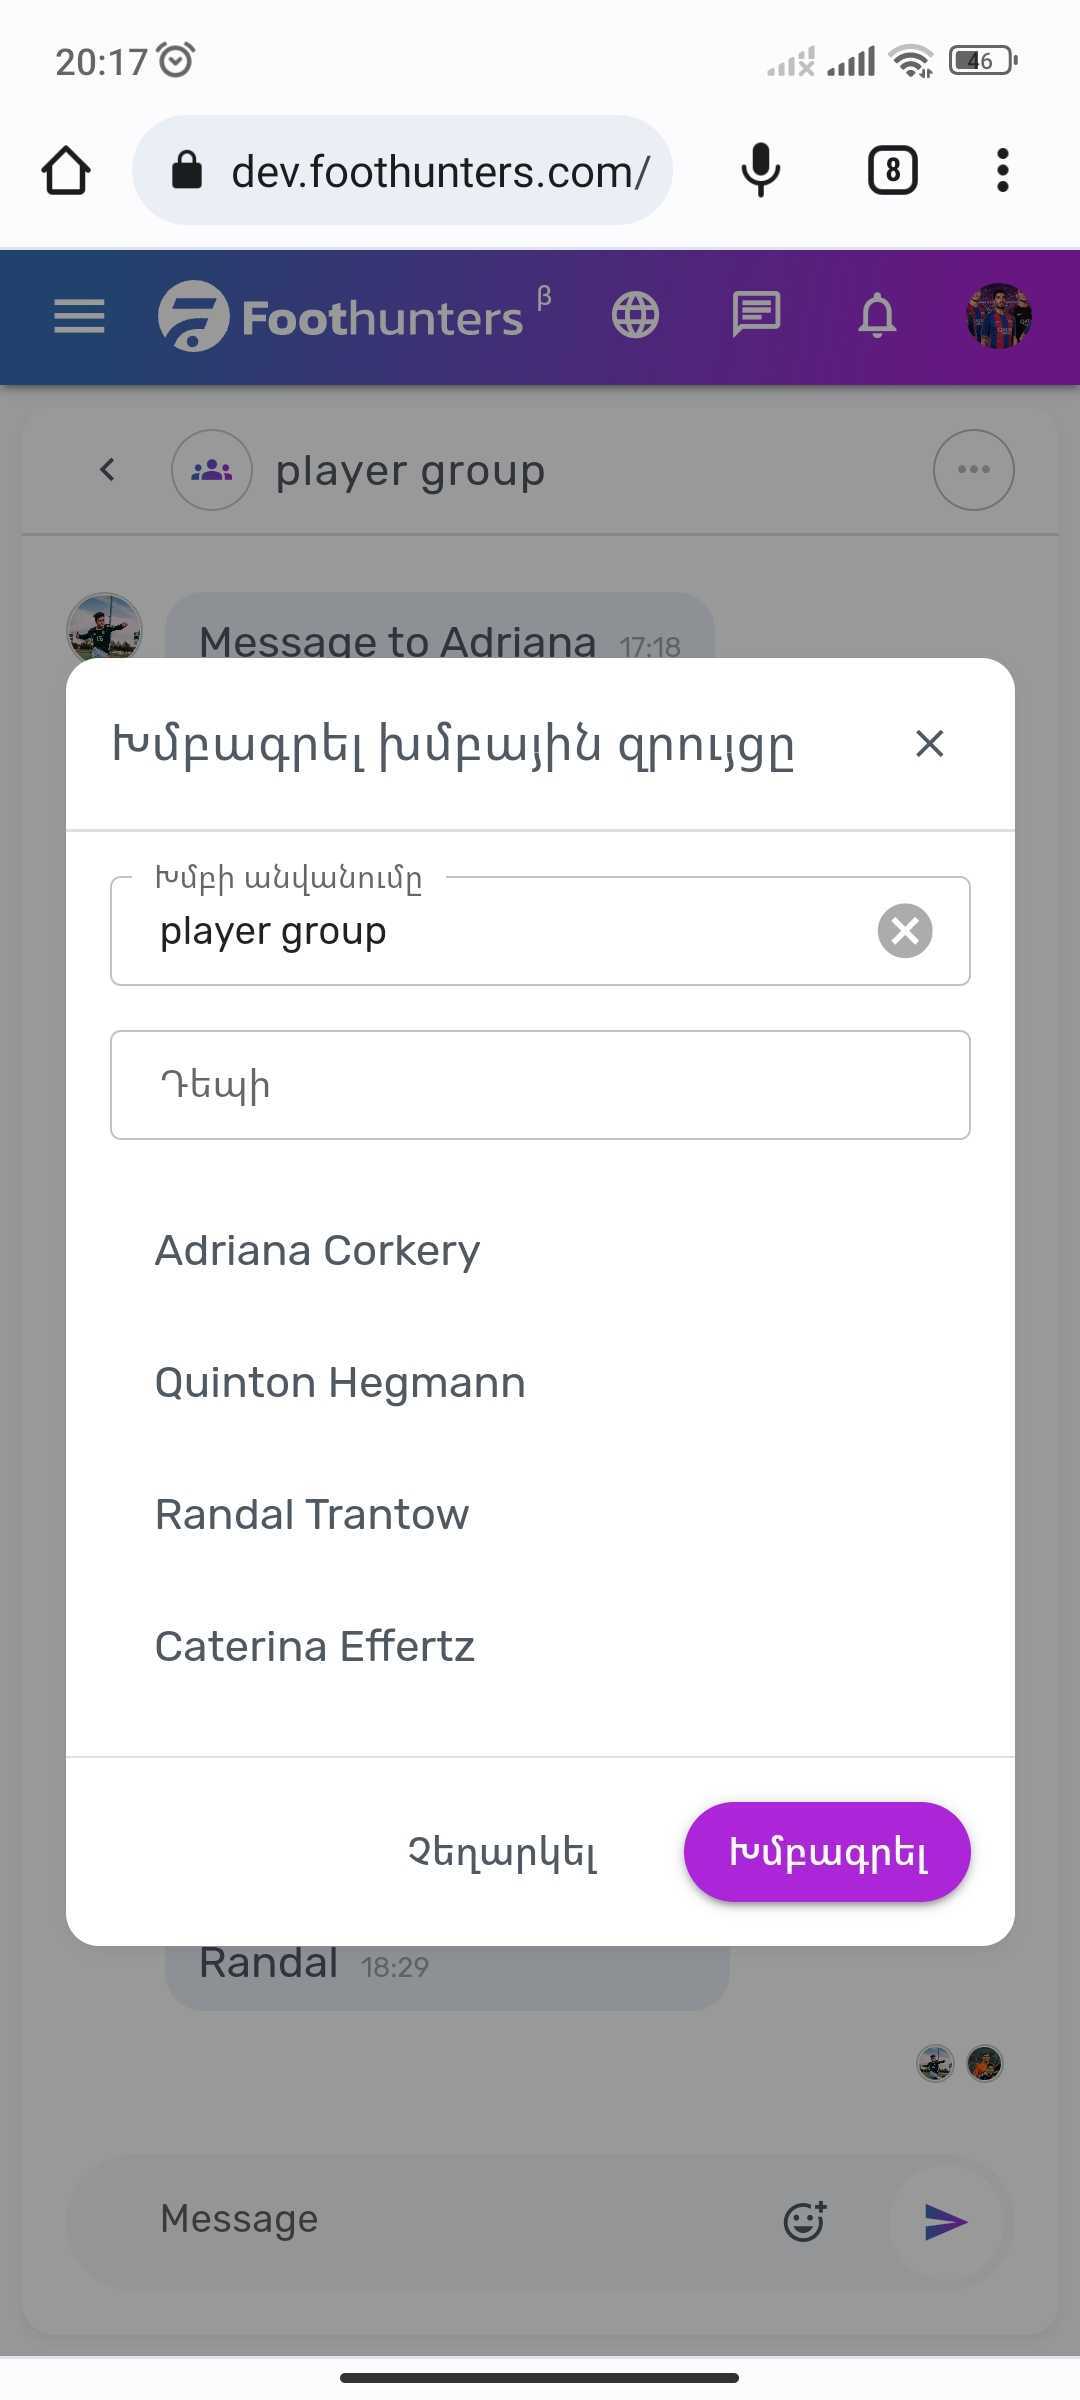 20:17
46
dev.foothunters.com/
8
Foothunters β
player group
Message to Adriana 17:18
Խմբագրել խմբային զրույցը
Խմբի անվանումը
player group
Դեպի
Adriana Corkery
Quinton Hegmann
Randal Trantow
Caterina Effertz
Չեղարկել
Խմբագրել
Randal 18:29
Message